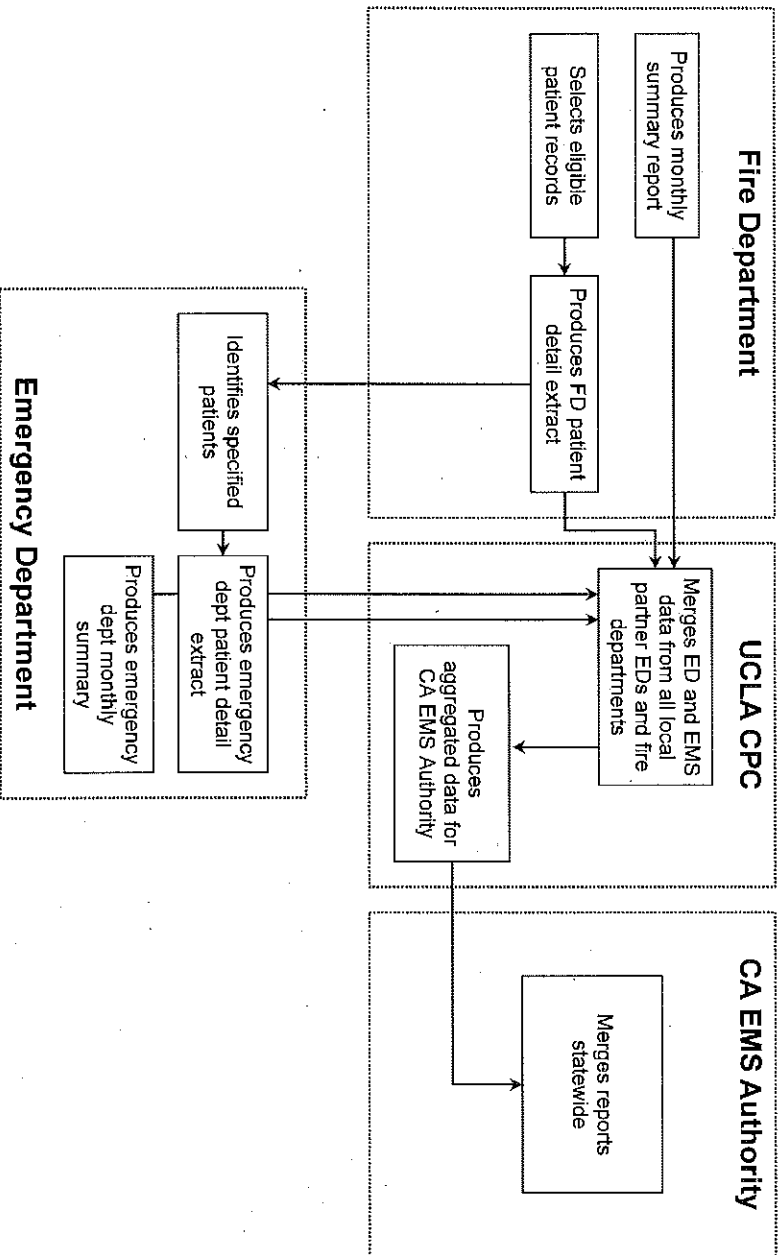 Fire Department
Produces monthly
summary report
Selects eligible
patient records
Produces FD patient
detail extract
UCLA CPC
Merges ED and EMS
data from all local
partner EDs and fire
departments
Produces
aggregated data for
CA EMS Authority
CA EMS Authority
Merges reports
statewide
Identifies specified
patients
Produces emergency
dept patient detail
extract
Produces emergency
dept monthly
summary
Emergency Department